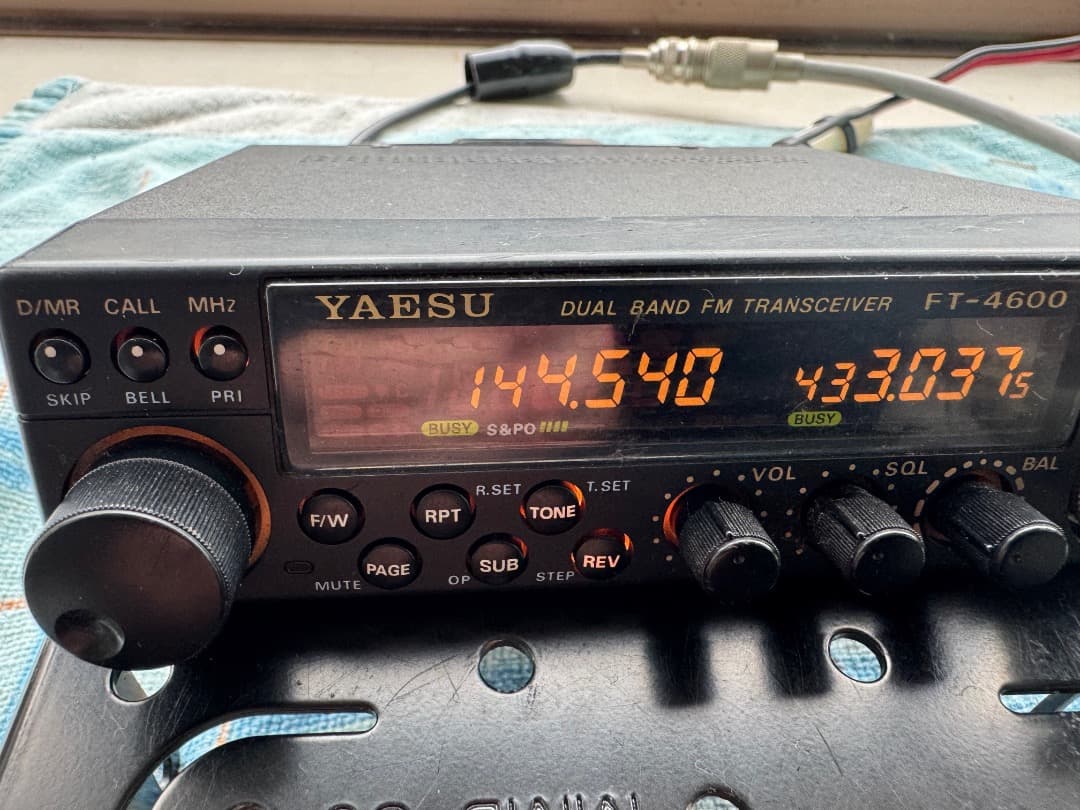 D/MR CALL MHz
YAESU DUAL BAND FM TRANSCEIVER FT-4600
144.540 433.0375
BUSY S&PO BUSY
SKIP BELL PRI
VOL SQL BAL
R.SET T.SET
F/W RPT TONE
PAGE SUB REV
MUTE OP STEP